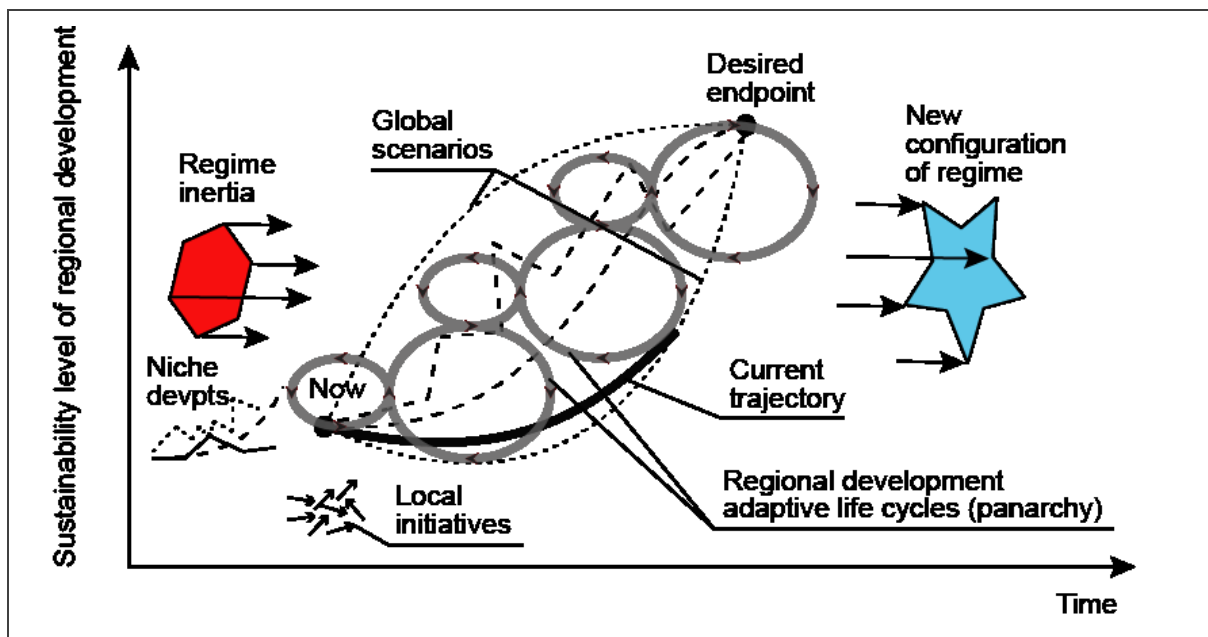 Sustainability level of regional development
Desired
endpoint
Global
scenarios
New
configuration
of regime
Regime
inertia
Niche
devpts
Now
Current
trajectory
Local
initiatives
Regional development
adaptive life cycles (panarchy)
Time